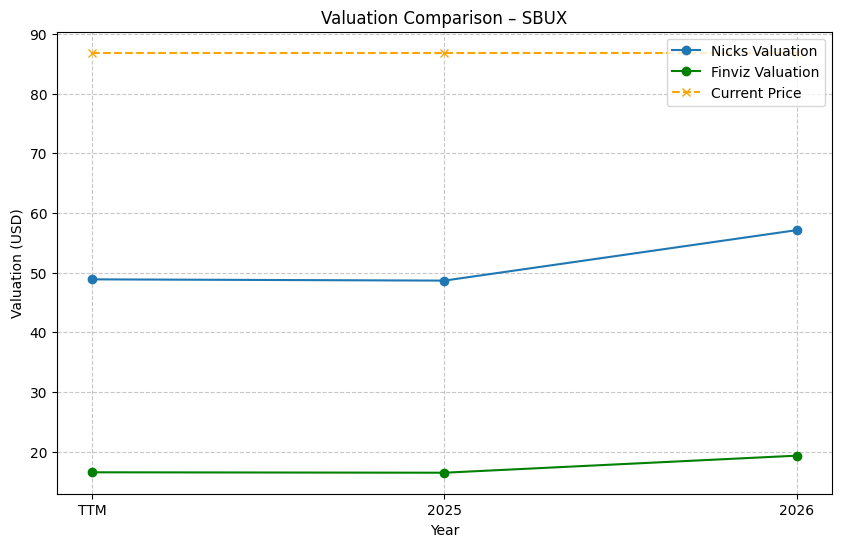 Valuation Comparison – SBUX
Nicks Valuation
Finviz Valuation
Current Price
Valuation (USD)
90
80
70
60
50
40
30
20
TTM
2025
2026
Year